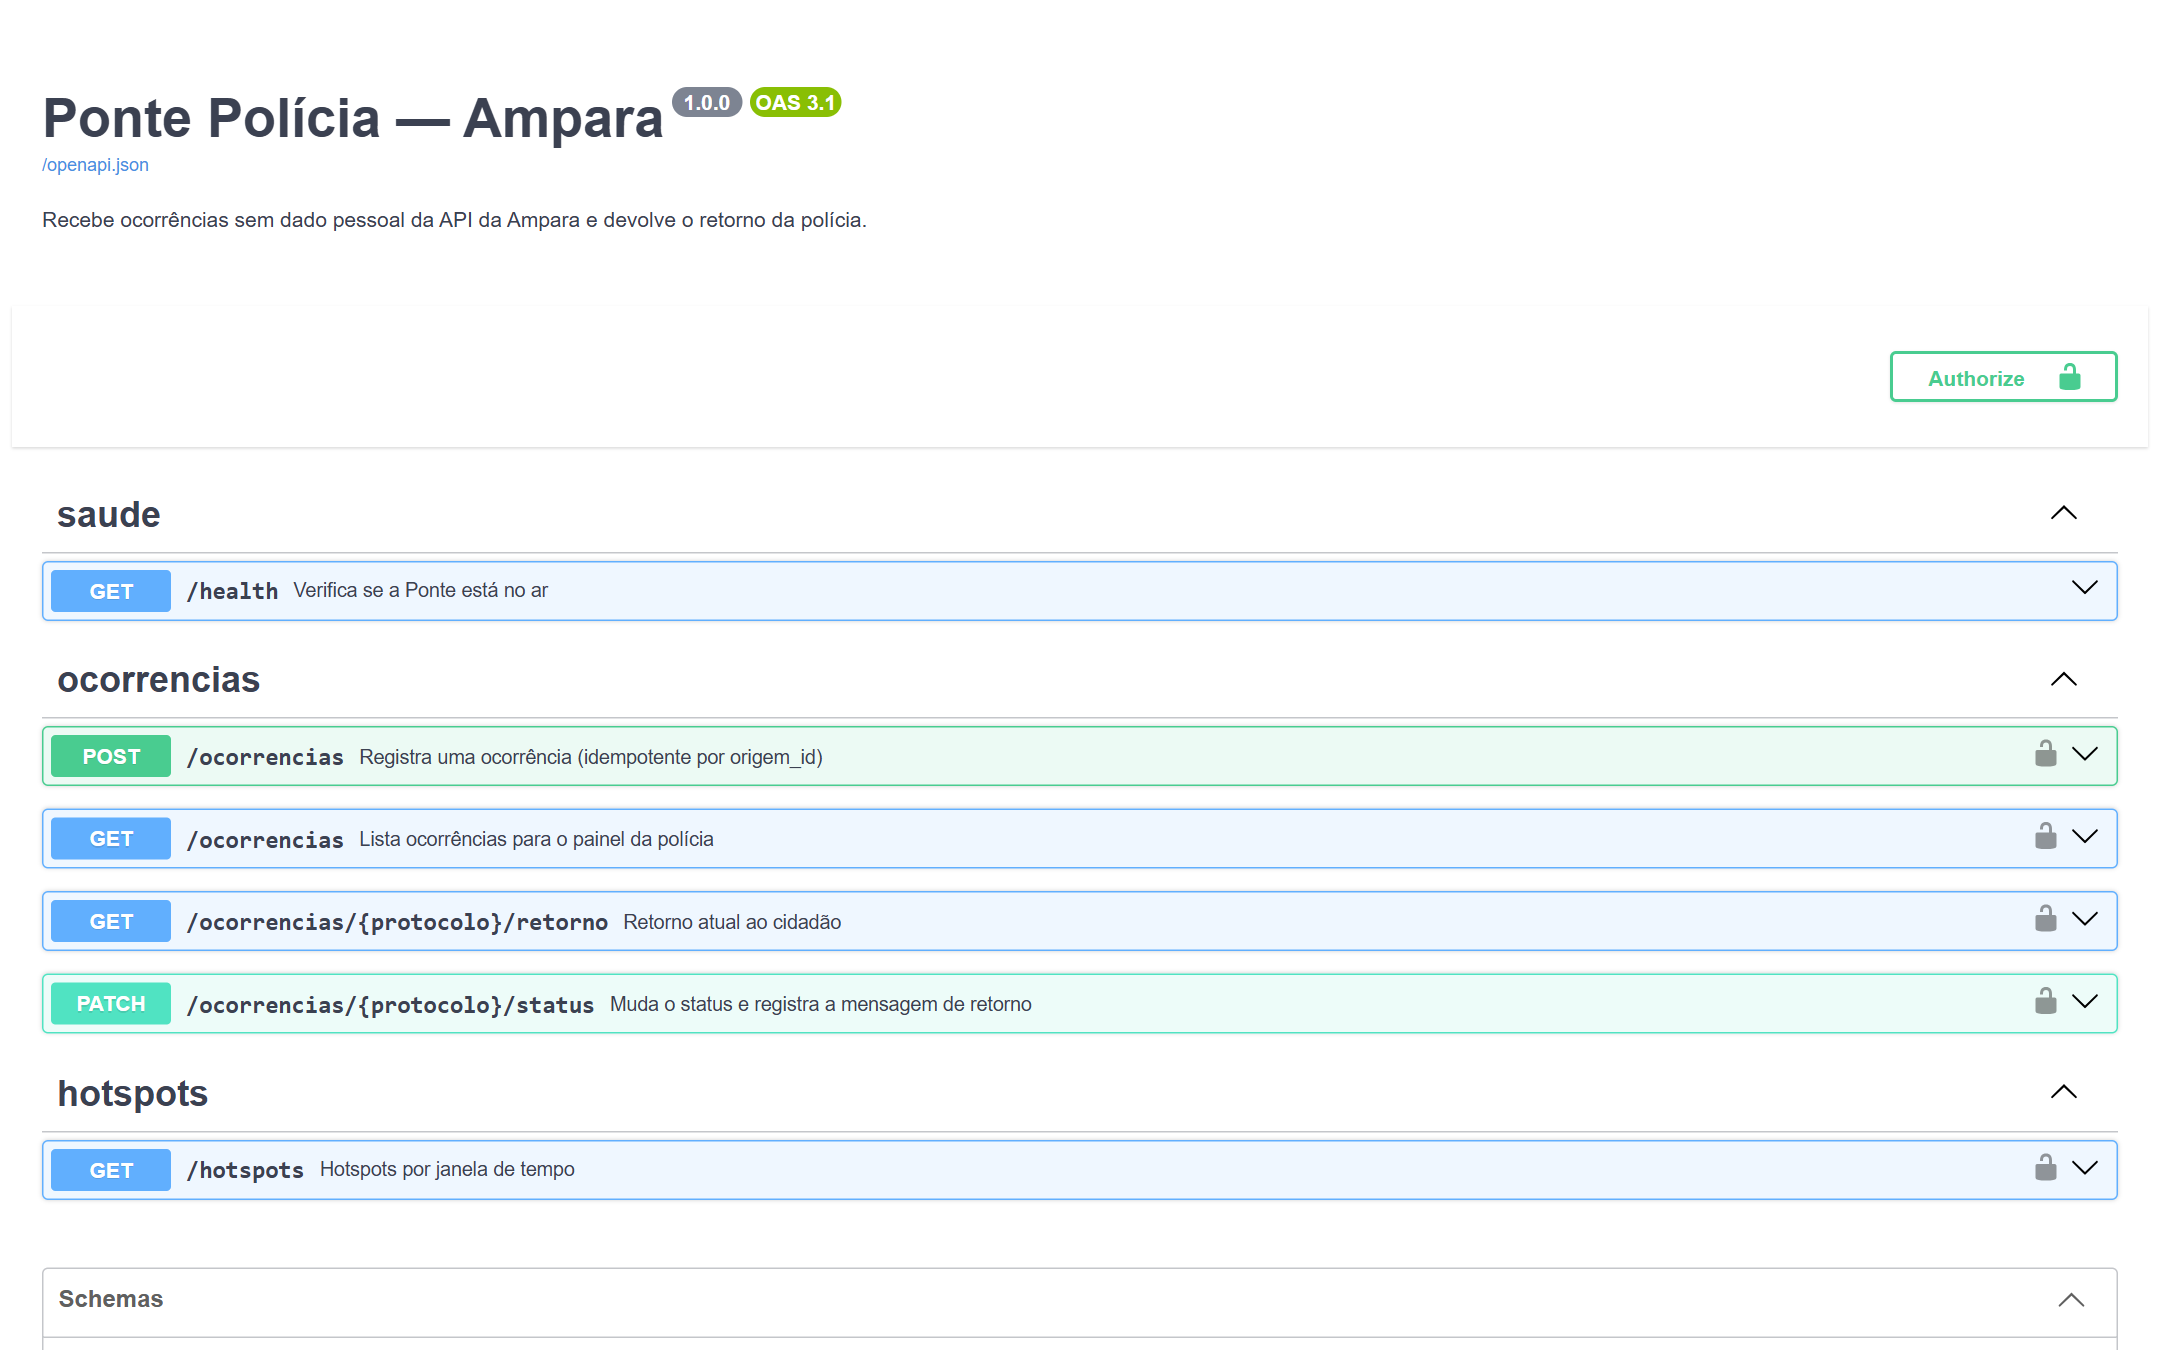 Ponte Polícia — Ampara 1.0.0 OAS 3.1
/openapi.json
Recebe ocorrências sem dado pessoal da API da Ampara e devolve o retorno da polícia.
Authorize
saude
GET /health Verifica se a Ponte está no ar
ocorrencias
POST /ocorrencias Registra uma ocorrência (idempotente por origem_id)
GET /ocorrencias Lista ocorrências para o painel da polícia
GET /ocorrencias/{protocolo}/retorno Retorno atual ao cidadão
PATCH /ocorrencias/{protocolo}/status Muda o status e registra a mensagem de retorno
hotspots
GET /hotspots Hotspots por janela de tempo
Schemas